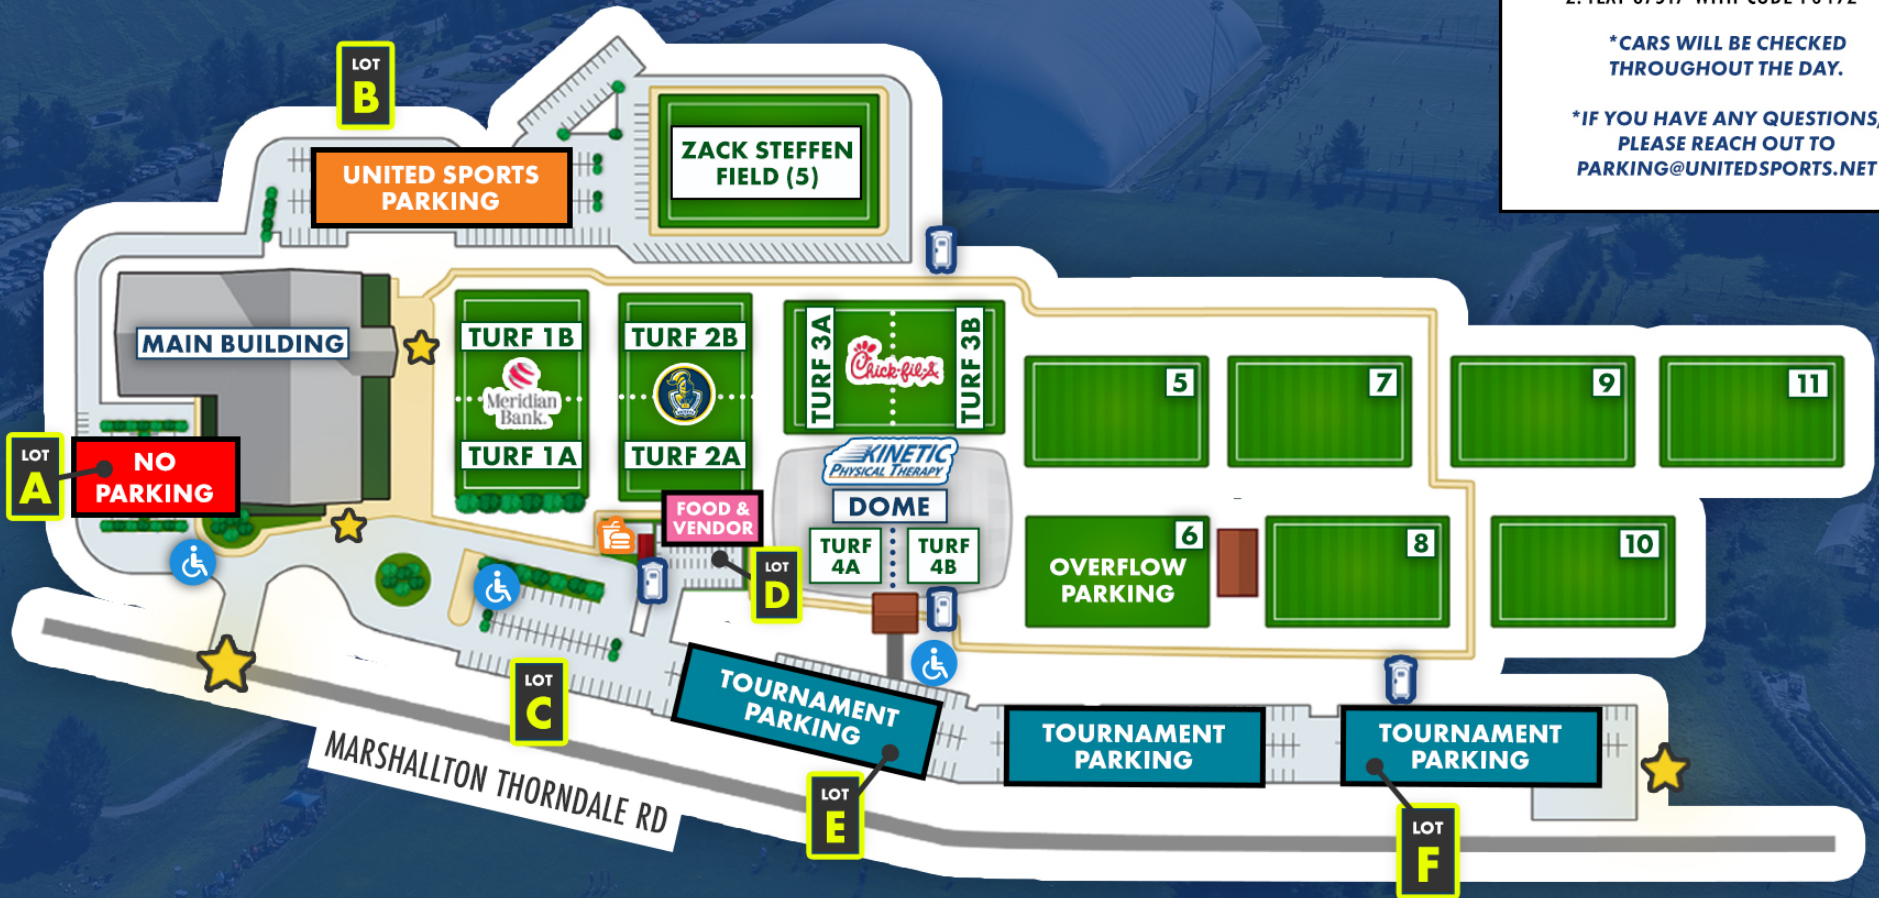 2. TEXT
WITH CODE
*CARS WILL BE CHECKED
THROUGHOUT THE DAY.
*IF YOU HAVE ANY QUESTIONS,
PLEASE REACH OUT TO
PARKING@UNITEDSPORTS.NET
LOT
B
UNITED SPORTS
PARKING
ZACK STEFFEN
FIELD (5)
MAIN BUILDING
TURF 1B
Meridian
Bank.
TURF 1A
TURF 2B
TURF 2A
TURF 3A
Chick-fil-A
TURF 3B
5
7
9
11
LOT
A
NO
PARKING
KINETIC
PHYSICAL THERAPY
DOME
TURF
4A
TURF
4B
FOOD &
VENDOR
LOT
D
6
OVERFLOW
PARKING
8
10
LOT
C
TOURNAMENT
PARKING
LOT
E
TOURNAMENT
PARKING
TOURNAMENT
PARKING
LOT
F
MARSHALLTON THORNDALE RD